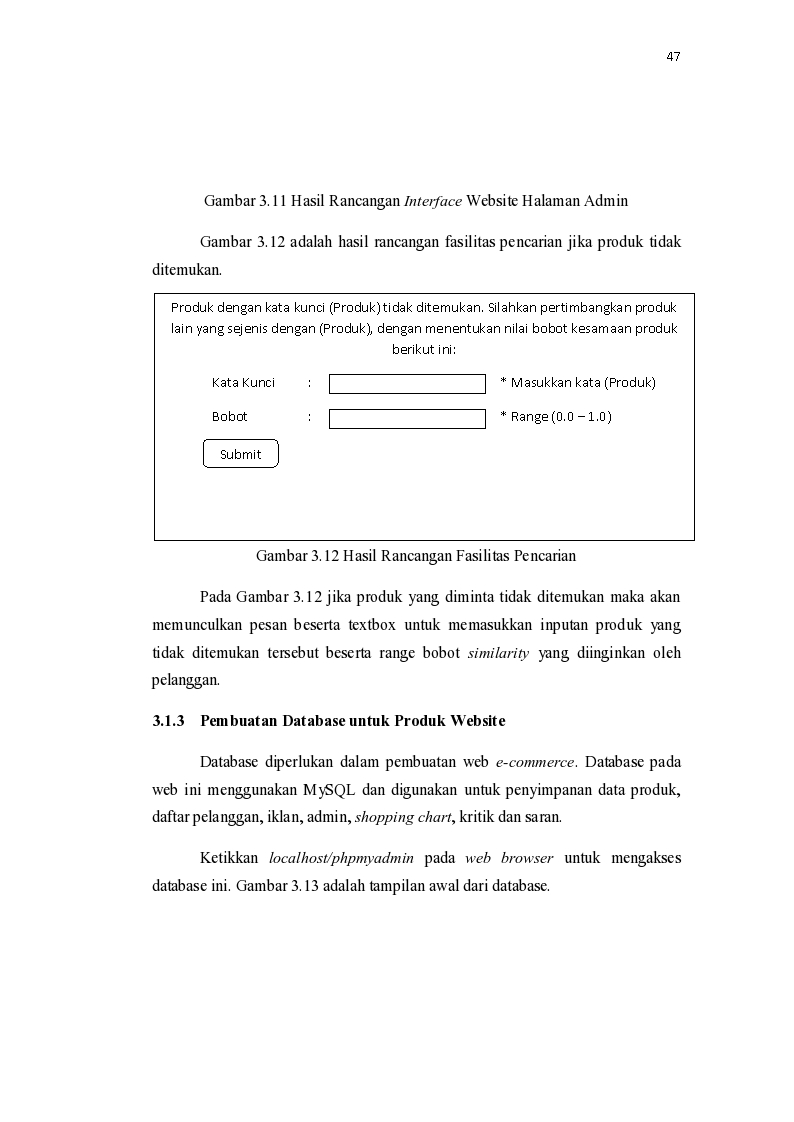 47
Gambar 3.11 Hasil Rancangan Interface Website Halaman Admin
Gambar 3.12 adalah hasil rancangan fasilitas pencarian jika produk tidak
ditemukan.
Produk dengan kata kunci (Produk) tidak ditemukan. Silahkan pertimbangkan produk
lain yang sejenis dengan (Produk), dengan menentukan nilai bobot kesamaan produk
berikut ini:
Kata Kunci : * Masukkan kata (Produk)
Bobot : * Range (0.0 – 1.0)
Submit
Gambar 3.12 Hasil Rancangan Fasilitas Pencarian
Pada Gambar 3.12 jika produk yang diminta tidak ditemukan maka akan
memunculkan pesan beserta textbox untuk memasukkan inputan produk yang
tidak ditemukan tersebut beserta range bobot similarity yang diinginkan oleh
pelanggan.
3.1.3 Pembuatan Database untuk Produk Website
Database diperlukan dalam pembuatan web e-commerce. Database pada
web ini menggunakan MySQL dan digunakan untuk penyimpanan data produk,
daftar pelanggan, iklan, admin, shopping chart, kritik dan saran.
Ketikkan localhost/phpmyadmin pada web browser untuk mengakses
database ini. Gambar 3.13 adalah tampilan awal dari database.